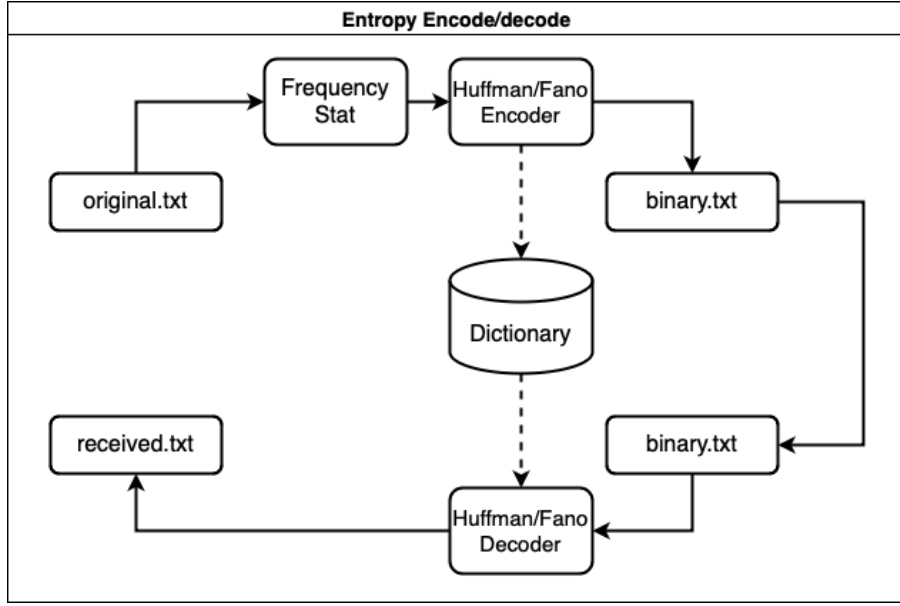 Entropy Encode/decode
Frequency
Stat
Huffman/Fano
Encoder
original.txt
binary.txt
Dictionary
received.txt
binary.txt
Huffman/Fano
Decoder